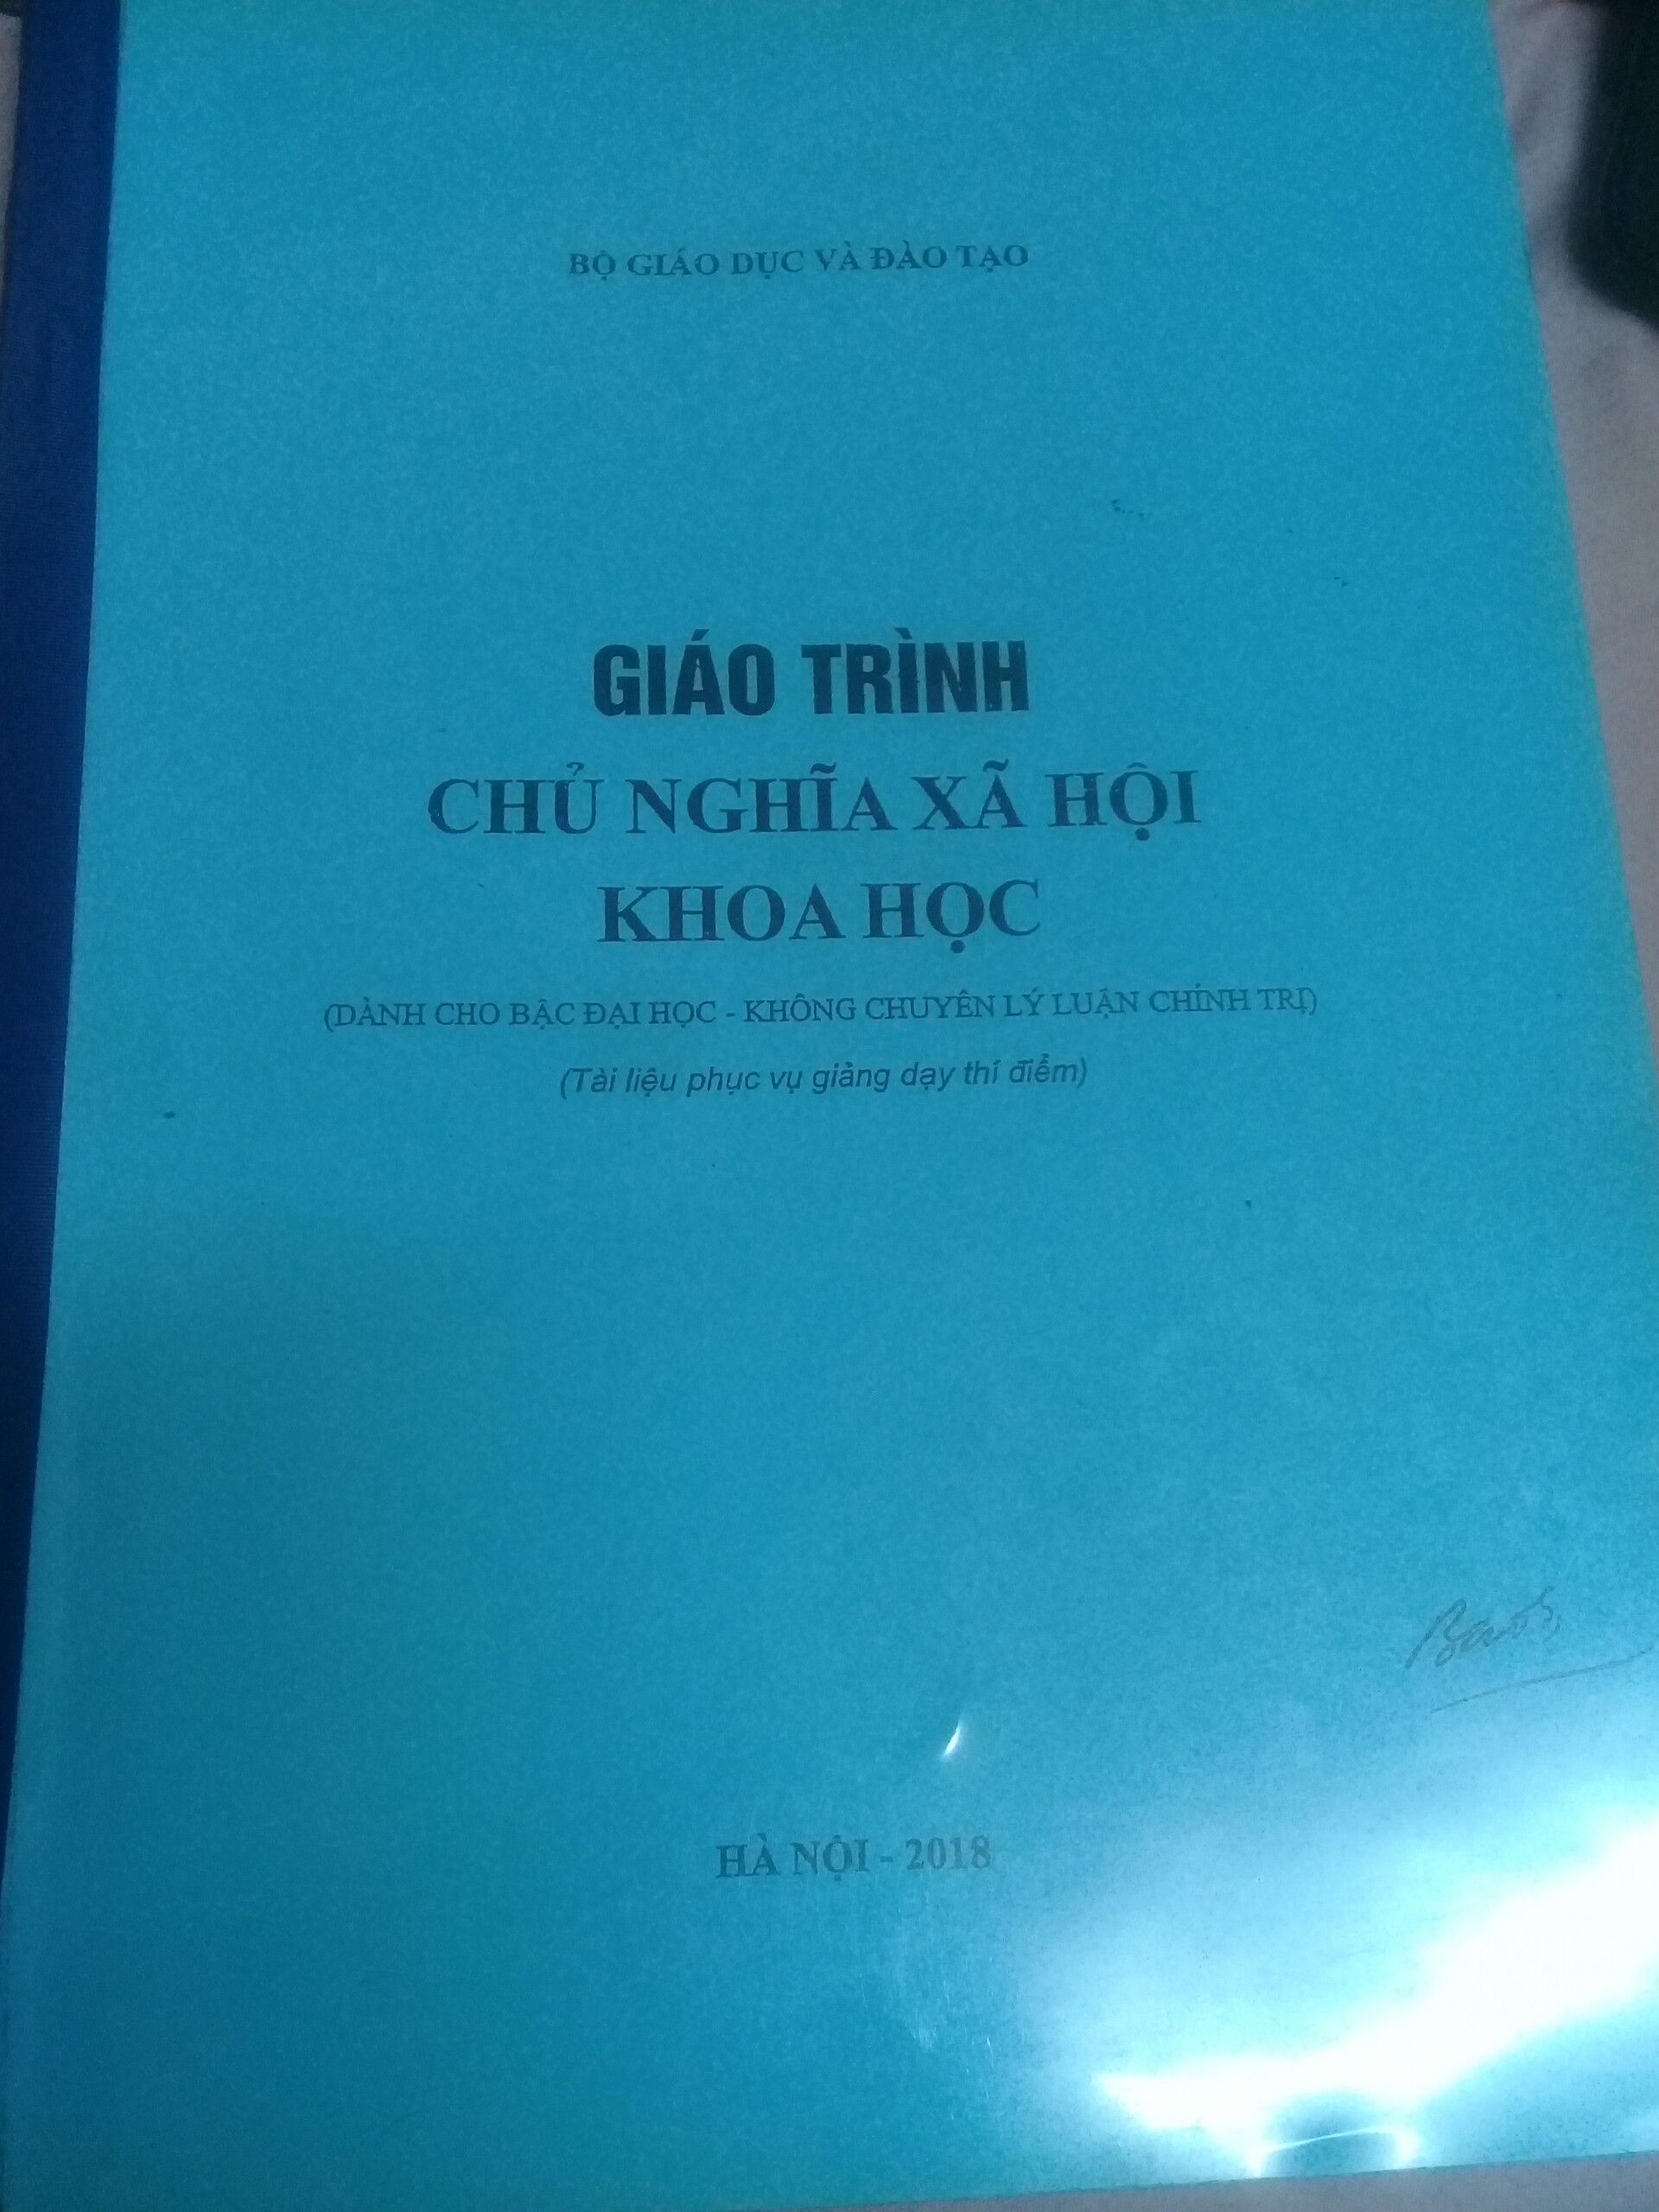 BỘ GIÁO DỤC VÀ ĐÀO TẠO
GIÁO TRÌNH
CHỦ NGHĨA XÃ HỘI
KHOA HỌC
(DÀNH CHO BẬC ĐẠI HỌC - KHÔNG CHUYÊN LÝ LUẬN CHÍNH TRỊ)
(Tài liệu phục vụ giảng dạy thí điểm)
HÀ NỘI - 2018